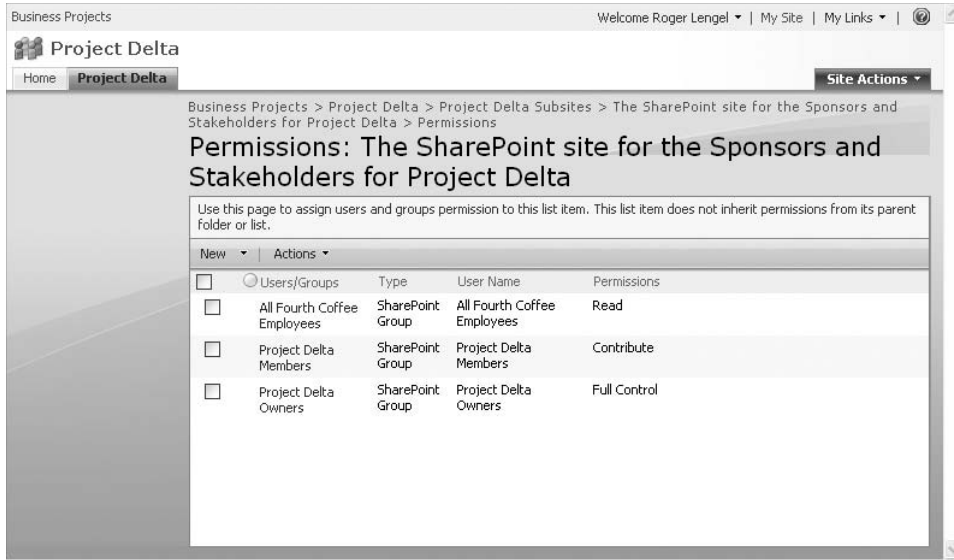 Business Projects
Welcome Roger Lengel | My Site | My Links |
Project Delta
Home Project Delta
Site Actions
Business Projects > Project Delta > Project Delta Subsites > The SharePoint site for the Sponsors and
Stakeholders for Project Delta > Permissions
Permissions: The SharePoint site for the Sponsors and
Stakeholders for Project Delta
Use this page to assign users and groups permission to this list item. This list item does not inherit permissions from its parent
folder or list.
New | Actions
Users/Groups Type User Name Permissions
All Fourth Coffee SharePoint All Fourth Coffee Read
Employees Group Employees
Project Delta SharePoint Project Delta Contribute
Members Group Members
Project Delta SharePoint Project Delta Full Control
Owners Group Owners